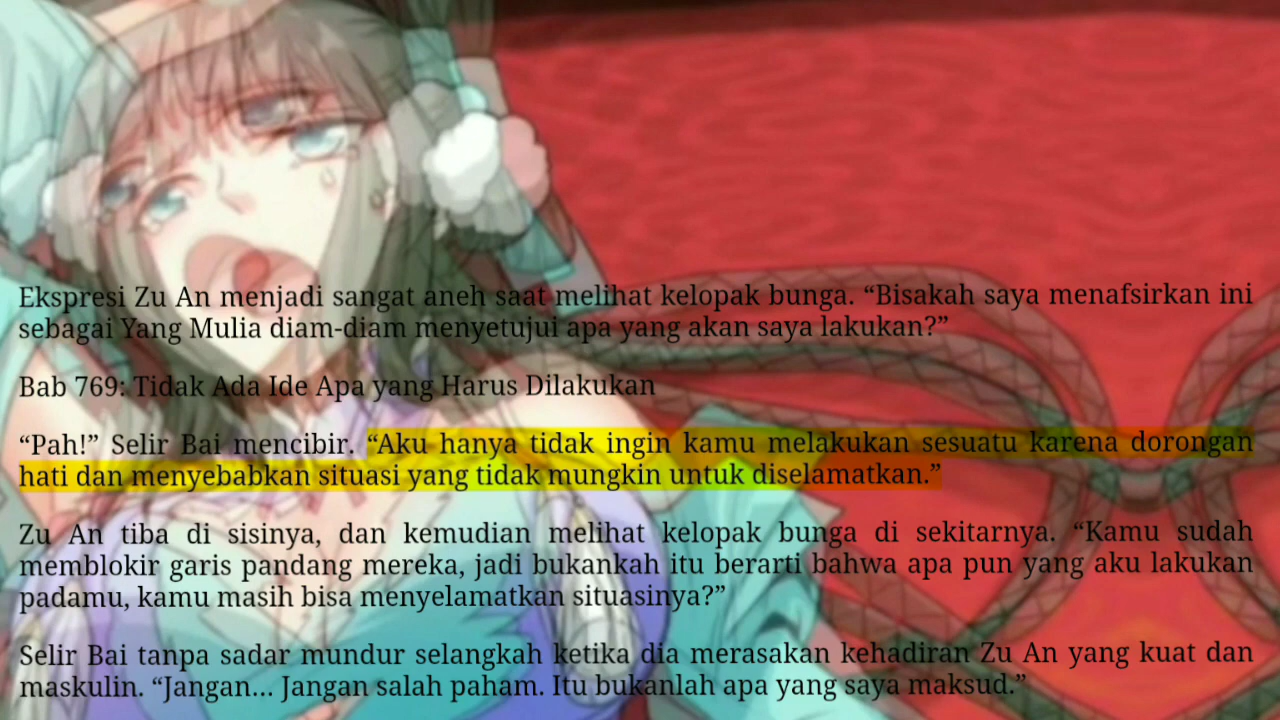 Ekspresi Zu An menjadi sangat aneh saat melihat kelopak bunga. “Bisakah saya menafsirkan ini
sebagai Yang Mulia diam-diam menyetujui apa yang akan saya lakukan?”
Bab 769: Tidak Ada Ide Apa yang Harus Dilakukan
“Pah!” Selir Bai mencibir. “Aku hanya tidak ingin kamu melakukan sesuatu karena dorongan
hati dan menyebabkan situasi yang tidak mungkin untuk diselamatkan.”
Zu An tiba di sisinya, dan kemudian melihat kelopak bunga di sekitarnya. “Kamu sudah
memblokir garis pandang mereka, jadi bukankah itu berarti bahwa apa pun yang aku lakukan
padamu, kamu masih bisa menyelamatkan situasinya?”
Selir Bai tanpa sadar mundur selangkah ketika dia merasakan kehadiran Zu An yang kuat dan
maskulin. “Jangan... Jangan salah paham. Itu bukanlah apa yang saya maksud.”